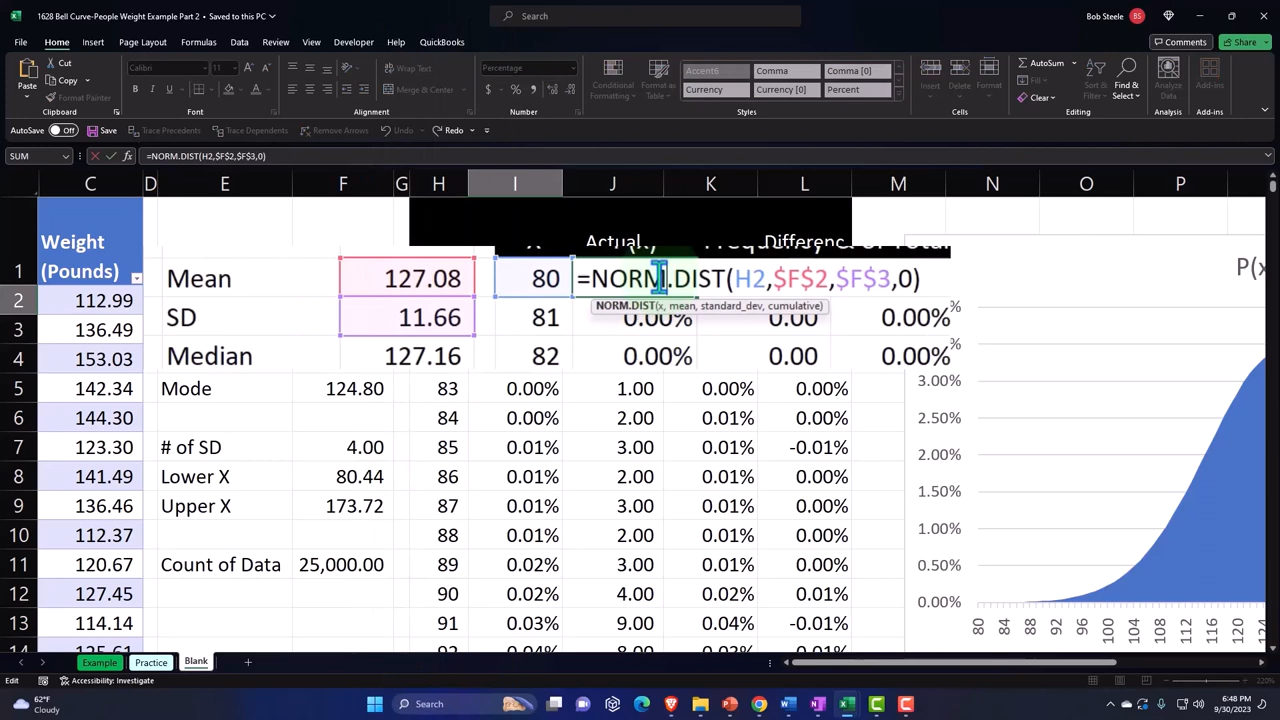 1628 Bell Curve-People Weight Example Part 2 • Saved to this PC
Search
Bob Steele BS
File Home Insert Page Layout Formulas Data Review View Developer Help QuickBooks
Comments Share
Paste Cut Copy Format Painter
Calibri 11
Wrap Text
Merge & Center
Percentage
Conditional Formatting Format as Table
Accent6 Comma Comma [0]
Currency Currency [0] Percent
Insert Delete Format
AutoSum Fill Clear
Sort & Filter Find & Select
Analyze Data
Add-ins
Clipboard Font Alignment Number Styles Cells Editing Analysis Add-ins
AutoSave Off Save Trace Precedents Trace Dependents Remove Arrows Undo Redo
SUM =NORM.DIST(H2,$F$2,$F$3,0)
C D E F G H I J K L M N O P
Weight (Pounds)
Actual
Mean 127.08 80 =NORM.DIST(H2,$F$2,$F$3,0)
NORM.DIST(x, mean, standard_dev, cumulative)
SD 11.66 81 0.00% 0.00 0.00%
Median 127.16 82 0.00% 0.00 0.00%
1
2 112.99
3 136.49
4 153.03
5 142.34 Mode 124.80 83 0.00% 1.00 0.00% 0.00%
6 144.30 84 0.00% 2.00 0.01% 0.00%
7 123.30 # of SD 4.00 85 0.01% 3.00 0.01% -0.01%
8 141.49 Lower X 80.44 86 0.01% 2.00 0.01% 0.00%
9 136.46 Upper X 173.72 87 0.01% 3.00 0.01% 0.00%
10 112.37 88 0.01% 2.00 0.01% 0.00%
11 120.67 Count of Data 25,000.00 89 0.02% 3.00 0.01% 0.00%
12 127.45 90 0.02% 4.00 0.02% 0.00%
13 114.14 91 0.03% 9.00 0.04% -0.01%
P(x
3.00%
2.50%
2.00%
1.50%
1.00%
0.50%
0.00%
80 84 88 92 96 100 104 108 112 116 120 124
Example Practice Blank
Edit Accessibility: Investigate
220%
62°F
Cloudy
Search
6:48 PM
9/30/2023